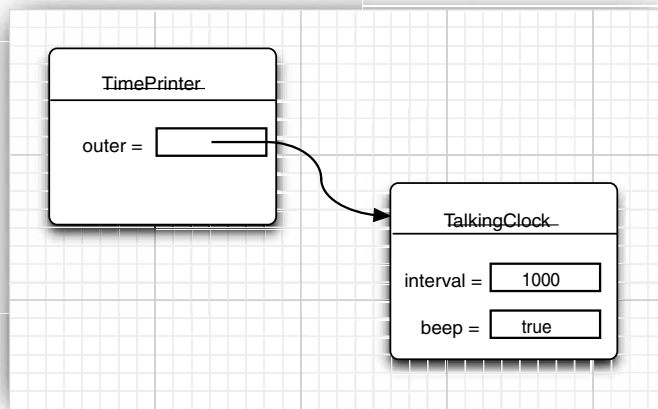 TimePrinter
outer =
TalkingClock
interval = 1000
beep = true